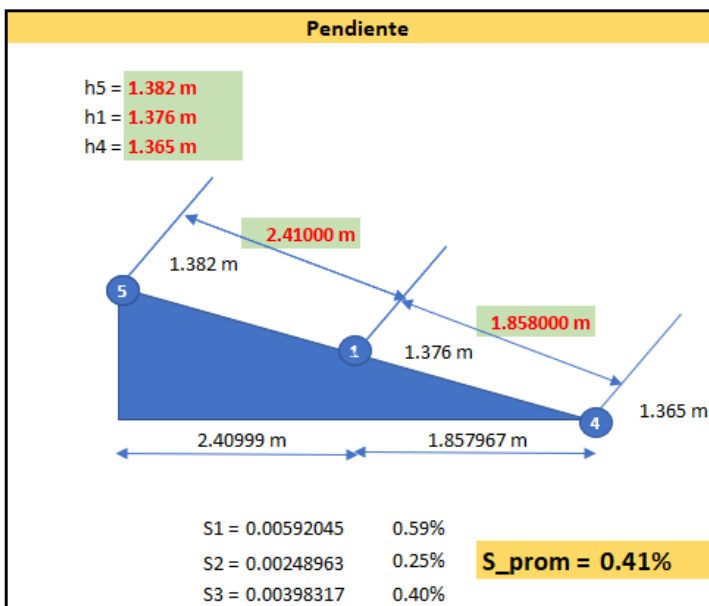 Pendiente
h5 = 1.382 m
h1 = 1.376 m
h4 = 1.365 m
2.41000 m
1.382 m
5
1.858000 m
1
1.376 m
1.365 m
4
2.40999 m 1.857967 m
S1 = 0.00592045 0.59%
S2 = 0.00248963 0.25%
S_prom = 0.41%
S3 = 0.00398317 0.40%